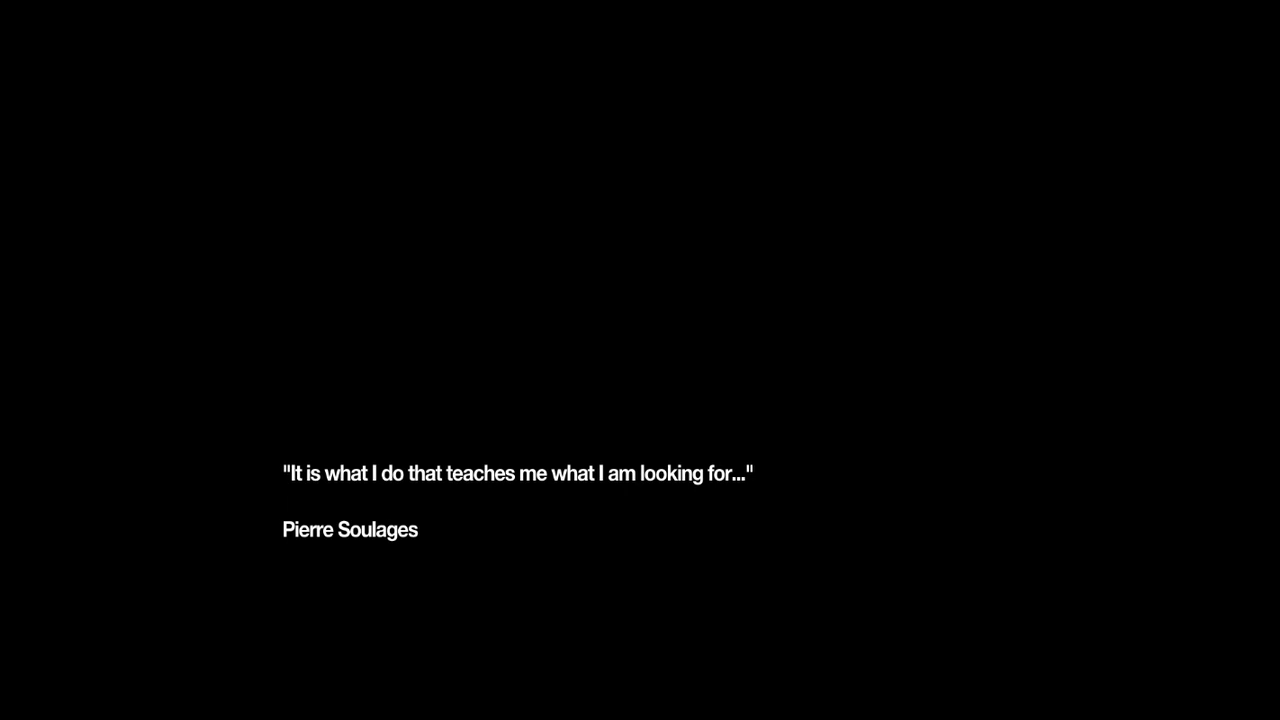 "It is what I do that teaches me what I am looking for..."
Pierre Soulages